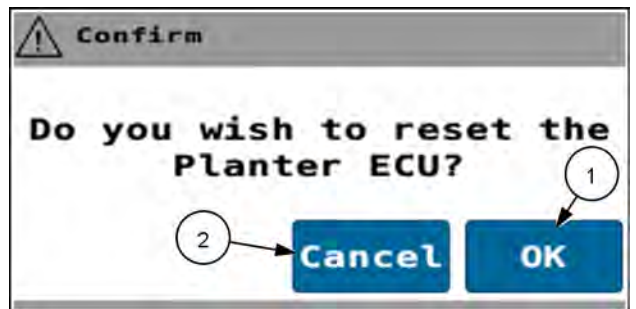 Confirm
Do you wish to reset the
Planter ECU?
1
2
Cancel
OK